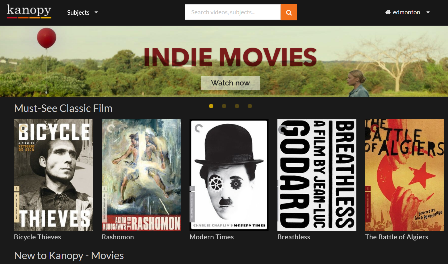 kanopy
Subjects
Search videos, subjects...
edmonton
INDIE MOVIES
Watch now
Must-See Classic Film
BICYCLE
THIEVES
RASHOMON
MODERN TIMES
BREATHLESS
A FILM BY JEAN-LUC
GODARD
THE BATTLE
OF ALGIERS
Bicycle Thieves
Rashomon
Modern Times
Breathless
The Battle of Algiers
New to Kanopy - Movies